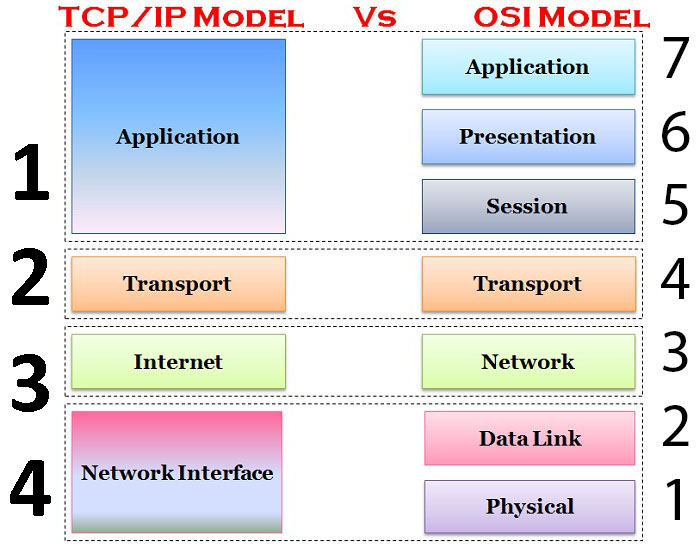 TCP/IP Model Vs OSI Model
Application
1
Application
7
Presentation
6
Session
5
2
Transport
Transport
4
3
Internet
Network
3
4
Network Interface
Data Link
2
Physical
1